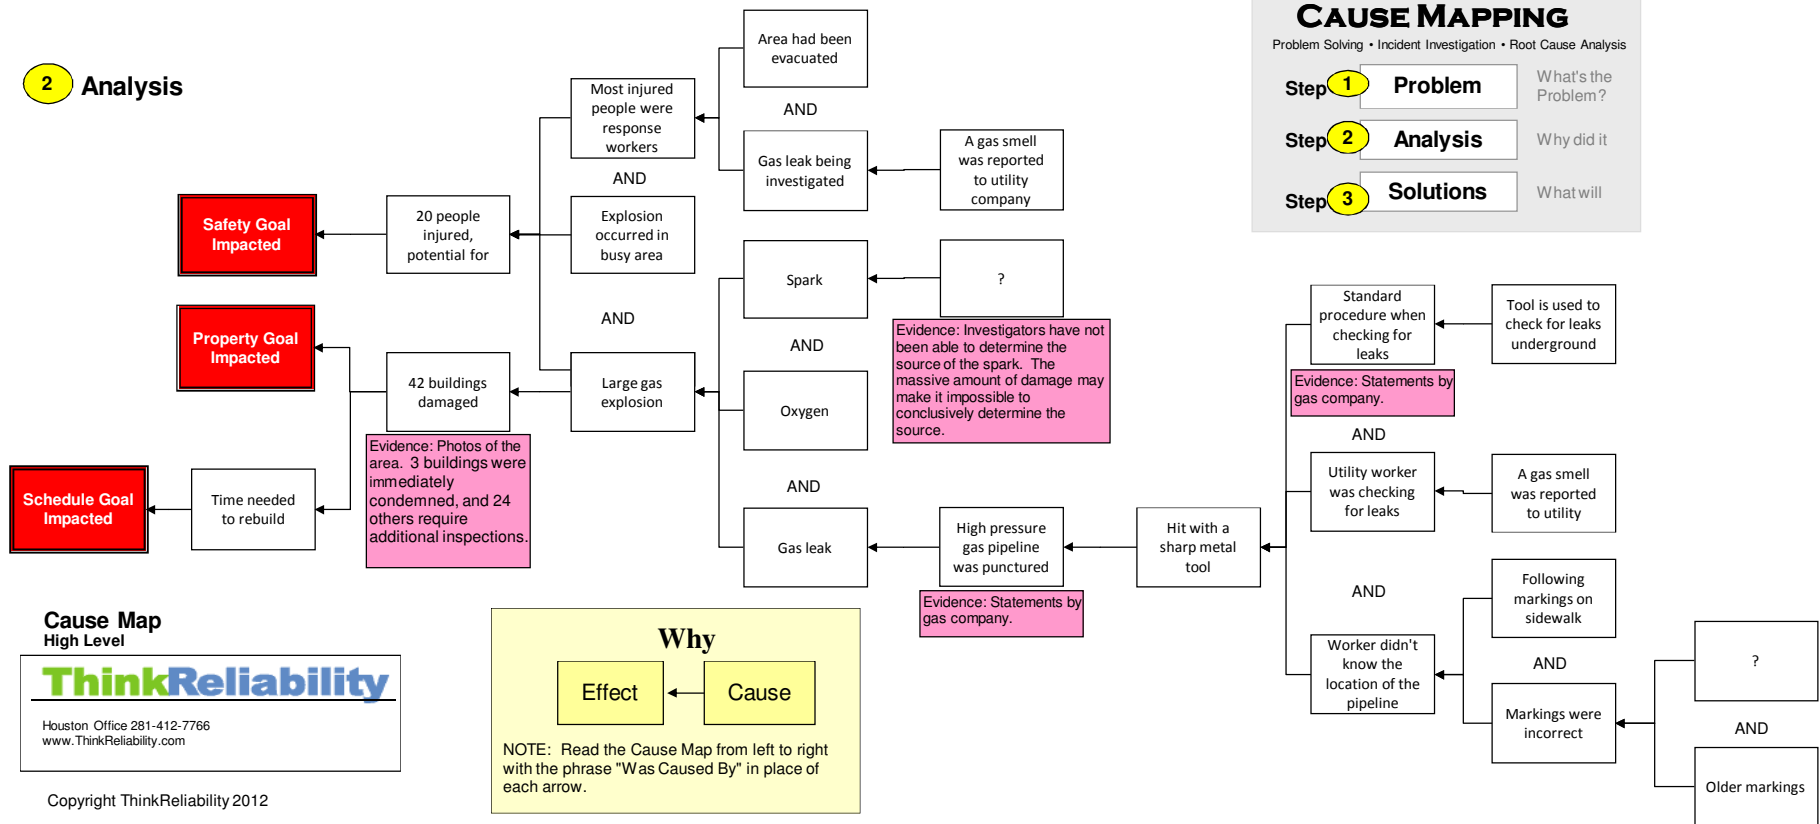 2 Analysis
Safety Goal
Impacted
Property Goal
Impacted
Schedule Goal
Impacted
Time needed
to rebuild
20 people
injured,
potential for
42 buildings
damaged
Evidence: Photos of the
area. 3 buildings were
immediately
condemned, and 24
others require
additional inspections.
Most injured
people were
response
workers
AND
Explosion
occurred in
busy area
AND
Large gas
explosion
Area had been
evacuated
AND
Gas leak being
investigated
A gas smell
was reported
to utility
company
Spark
?
Evidence: Investigators have not
been able to determine the
source of the spark. The
massive amount of damage may
make it impossible to
conclusively determine the
source.
AND
Oxygen
AND
Gas leak
High pressure
gas pipeline
was punctured
Evidence: Statements by
gas company.
Hit with a
sharp metal
tool
Standard
procedure when
checking for
leaks
Tool is used to
check for leaks
underground
Evidence: Statements by
gas company.
AND
Utility worker
was checking
for leaks
A gas smell
was reported
to utility
AND
Worker didn't
know the
location of the
pipeline
Following
markings on
sidewalk
AND
Markings were
incorrect
?
AND
Older markings
CAUSE MAPPING
Problem Solving • Incident Investigation • Root Cause Analysis
Step 1 Problem What's the
Problem?
Step 2 Analysis Why did it
Step 3 Solutions What will
Cause Map
High Level
ThinkReliability
Houston Office 281-412-7766
www.ThinkReliability.com
Copyright ThinkReliability 2012
Why
Effect
Cause
NOTE: Read the Cause Map from left to right
with the phrase "Was Caused By" in place of
each arrow.